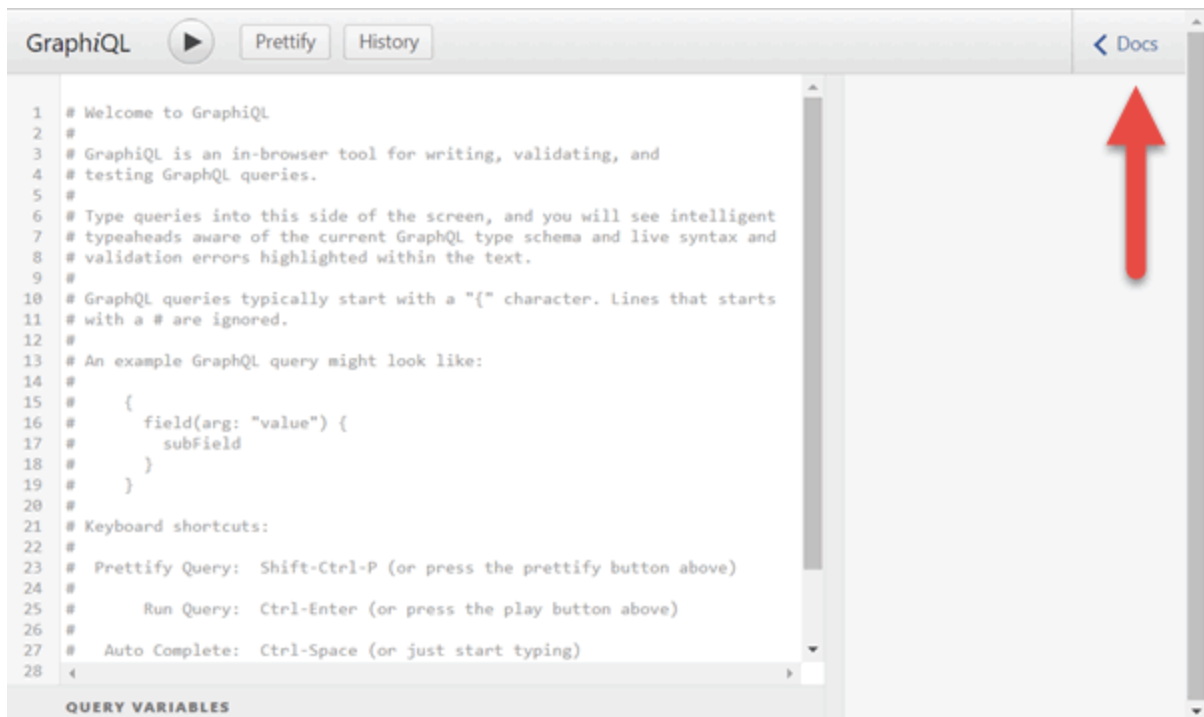 GraphiQL Prettify History Docs
1 # Welcome to GraphiQL
2 #
3 # GraphiQL is an in-browser tool for writing, validating, and
4 # testing GraphQL queries.
5 #
6 # Type queries into this side of the screen, and you will see intelligent
7 # typeaheads aware of the current GraphQL type schema and live syntax and
8 # validation errors highlighted within the text.
9 #
10 # GraphQL queries typically start with a "{" character. Lines that starts
11 # with a # are ignored.
12 #
13 # An example GraphQL query might look like:
14 #
15 #     {
16 #       field(arg: "value") {
17 #         subField
18 #       }
19 #     }
20 #
21 # Keyboard shortcuts:
22 #
23 #  Prettify Query:  Shift-Ctrl-P (or press the prettify button above)
24 #
25 #       Run Query:  Ctrl-Enter (or press the play button above)
26 #
27 #   Auto Complete:  Ctrl-Space (or just start typing)
28
QUERY VARIABLES